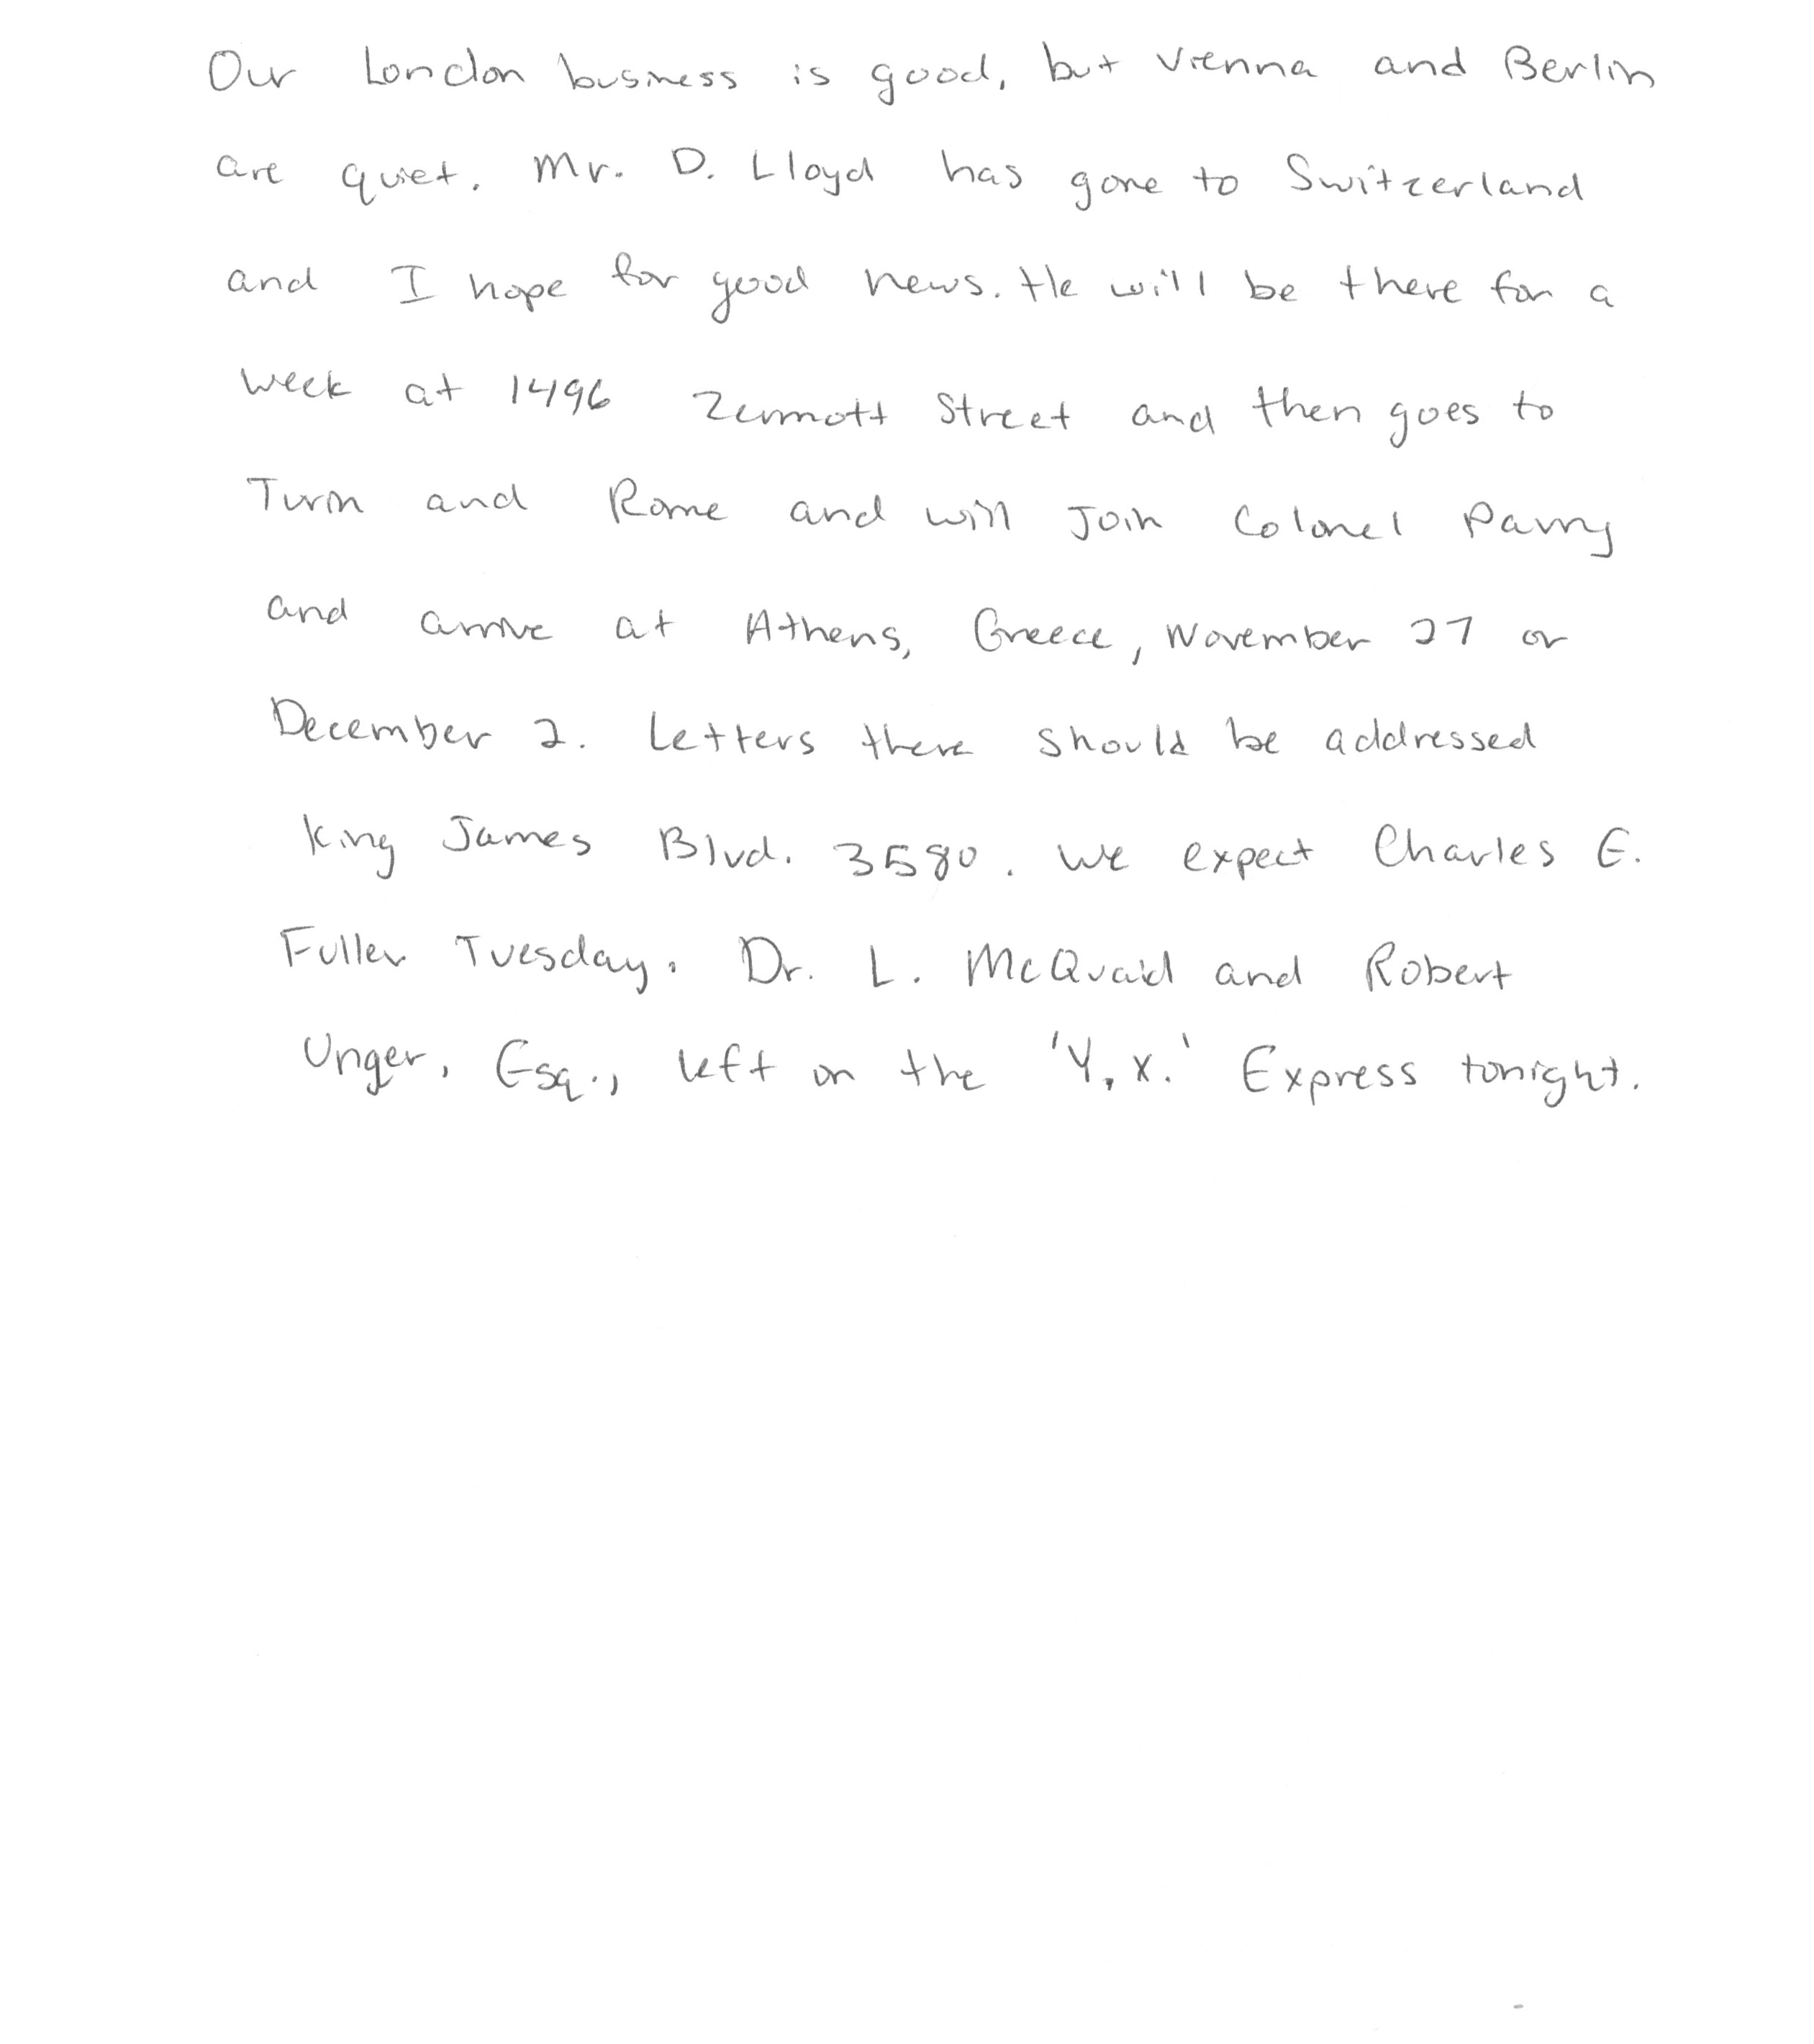 Our London business is good, but Vienna and Berlin
are quiet. Mr. D. Lloyd has gone to Switzerland
and I hope for good news. He will be there for a
week at 1496 Zermott Street and then goes to
Turin and Rome and will join Colonel Parry
and arrive at Athens, Greece, November 27 or
December 2. Letters there should be addressed
King James Blvd. 3580. We expect Charles E.
Fuller Tuesday. Dr. L. McQuaid and Robert
Unger, Esq., left on the 'Y.X.' Express tonight.